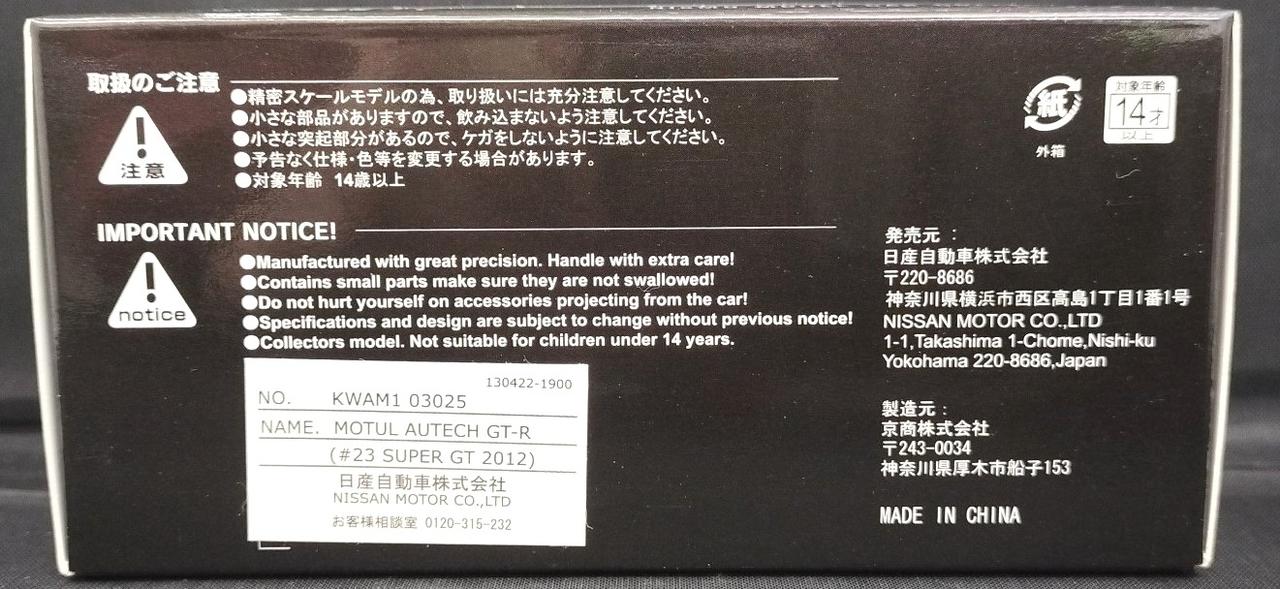 取扱のご注意
注意
●精密スケールモデルの為、取り扱いには充分注意してください。
●小さな部品がありますので、飲み込まないよう注意してください。
●小さな突起部分があるので、ケガをしないように注意してください。
●予告なく仕様・色等を変更する場合があります。
●対象年齢 14歳以上
紙
外箱
対象年齢
14才
以上
IMPORTANT NOTICE!
notice
●Manufactured with great precision. Handle with extra care!
●Contains small parts make sure they are not swallowed!
●Do not hurt yourself on accessories projecting from the car!
●Specifications and design are subject to change without previous notice!
●Collectors model. Not suitable for children under 14 years.
130422-1900
NO. KWAM1 03025
NAME. MOTUL AUTECH GT-R
(#23 SUPER GT 2012)
日産自動車株式会社
NISSAN MOTOR CO.,LTD
お客様相談室 0120-315-232
発売元：
日産自動車株式会社
〒220-8686
神奈川県横浜市西区高島1丁目1番1号
NISSAN MOTOR CO.,LTD
1-1,Takashima 1-Chome,Nishi-ku
Yokohama 220-8686,Japan
製造元：
京商株式会社
〒243-0034
神奈川県厚木市船子153
MADE IN CHINA